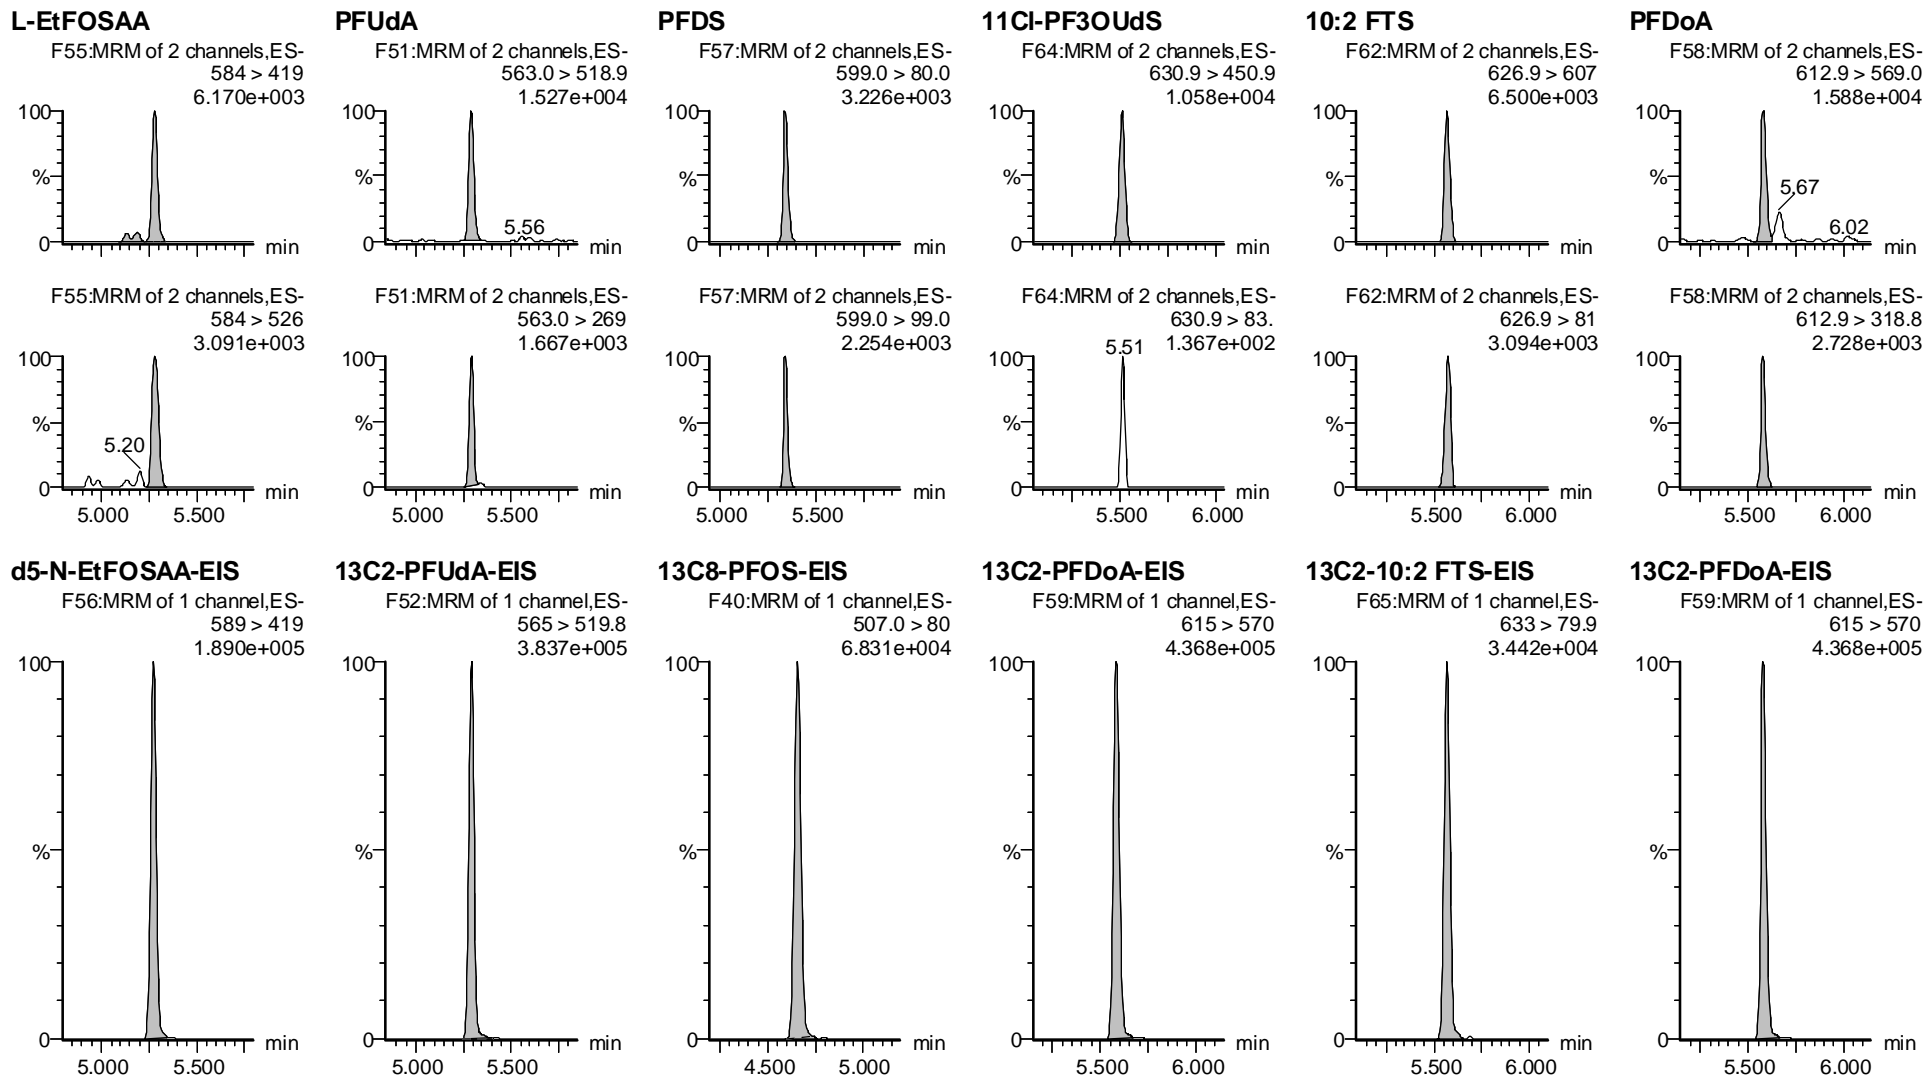 L-EtFOSAA
F55:MRM of 2 channels,ES-
584 > 419
6.170e+003
100
%
0
min
F55:MRM of 2 channels,ES-
584 > 526
3.091e+003
100
%
5.20
0
min
5.000 5.500
PFUdA
F51:MRM of 2 channels,ES-
563.0 > 518.9
1.527e+004
100
%
5.56
0
min
F51:MRM of 2 channels,ES-
563.0 > 269
1.667e+003
100
%
0
min
5.000 5.500
PFDS
F57:MRM of 2 channels,ES-
599.0 > 80.0
3.226e+003
100
%
0
min
F57:MRM of 2 channels,ES-
599.0 > 99.0
2.254e+003
100
%
0
min
5.000 5.500
11Cl-PF3OUdS
F64:MRM of 2 channels,ES-
630.9 > 450.9
1.058e+004
100
%
0
min
F64:MRM of 2 channels,ES-
630.9 > 83.
5.51 1.367e+002
100
%
0
min
5.500 6.000
10:2 FTS
F62:MRM of 2 channels,ES-
626.9 > 607
6.500e+003
100
%
0
min
F62:MRM of 2 channels,ES-
626.9 > 81
3.094e+003
100
%
0
min
5.500 6.000
PFDoA
F58:MRM of 2 channels,ES-
612.9 > 569.0
1.588e+004
100
%
5.67
6.02
0
min
F58:MRM of 2 channels,ES-
612.9 > 318.8
2.728e+003
100
%
0
min
5.500 6.000
d5-N-EtFOSAA-EIS
F56:MRM of 1 channel,ES-
589 > 419
1.890e+005
100
%
0
min
5.000 5.500
13C2-PFUdA-EIS
F52:MRM of 1 channel,ES-
565 > 519.8
3.837e+005
100
%
0
min
5.000 5.500
13C8-PFOS-EIS
F40:MRM of 1 channel,ES-
507.0 > 80
6.831e+004
100
%
0
min
4.500 5.000
13C2-PFDoA-EIS
F59:MRM of 1 channel,ES-
615 > 570
4.368e+005
100
%
0
min
5.500 6.000
13C2-10:2 FTS-EIS
F65:MRM of 1 channel,ES-
633 > 79.9
3.442e+004
100
%
0
min
5.500 6.000
13C2-PFDoA-EIS
F59:MRM of 1 channel,ES-
615 > 570
4.368e+005
100
%
0
min
5.500 6.000